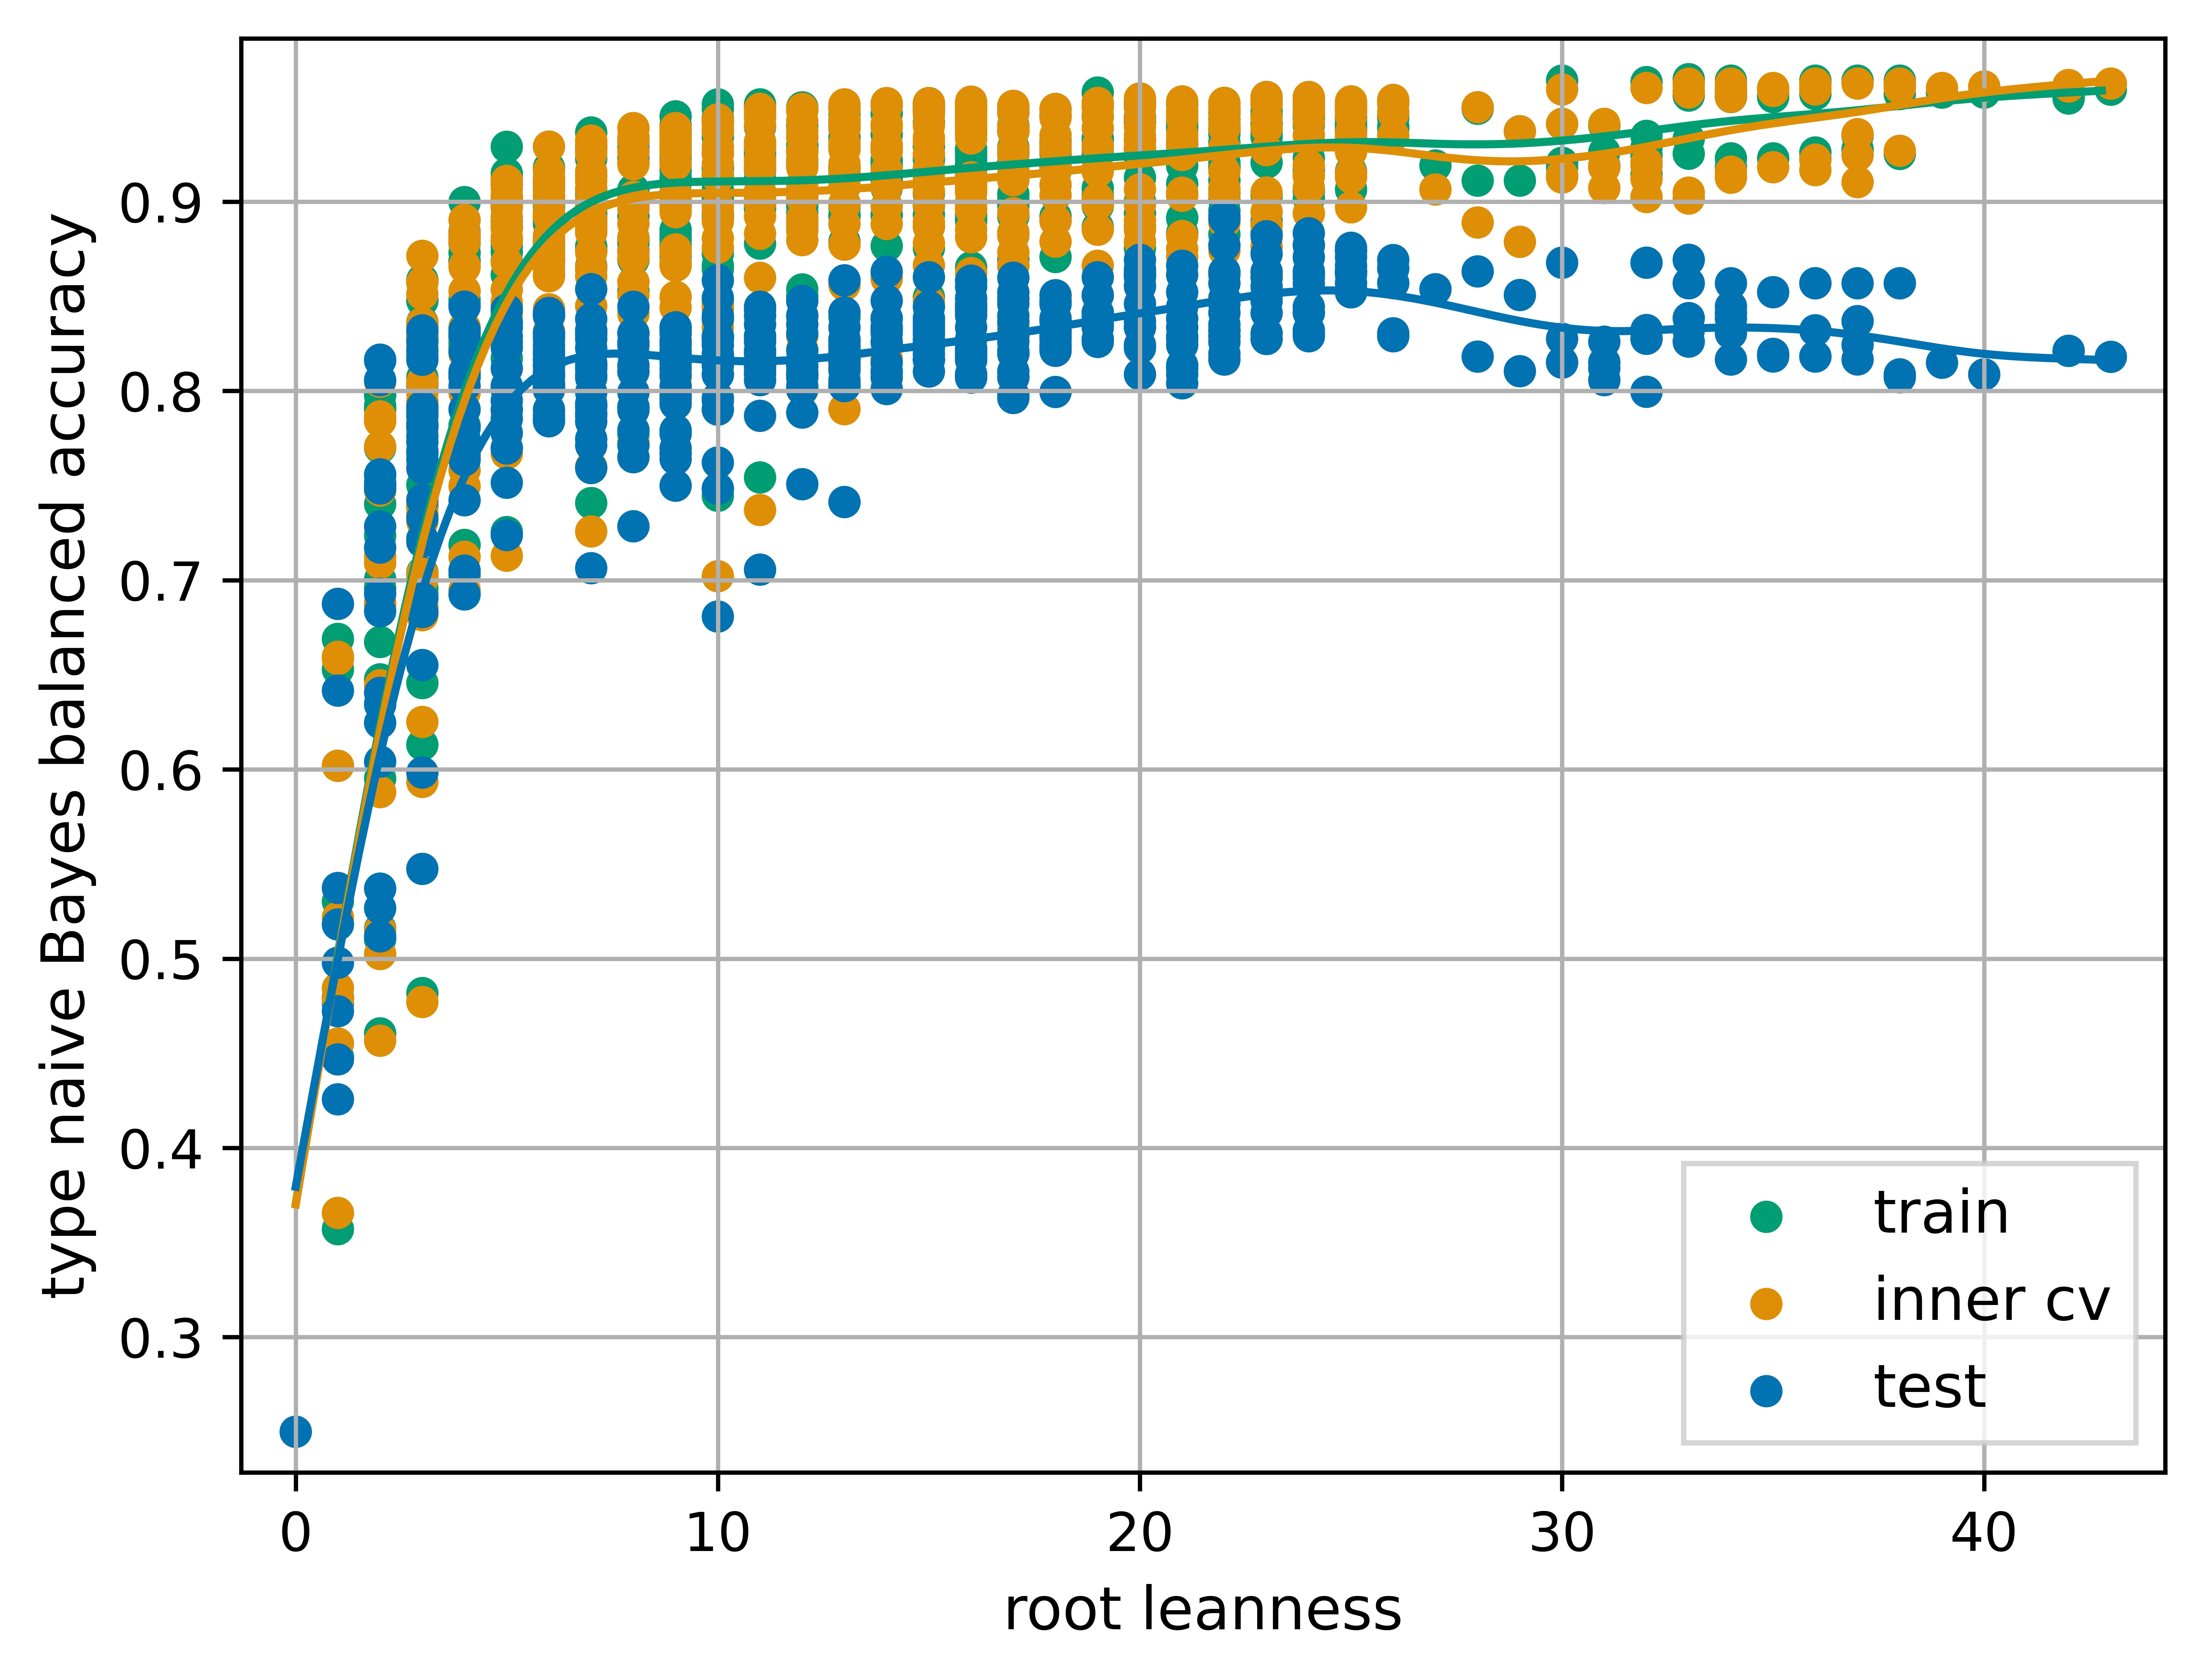 type naive Bayes balanced accuracy
0.9
0.8
0.7
0.6
0.5
0.4
0.3
0
10
20
30
40
root leanness
train
inner cv
test